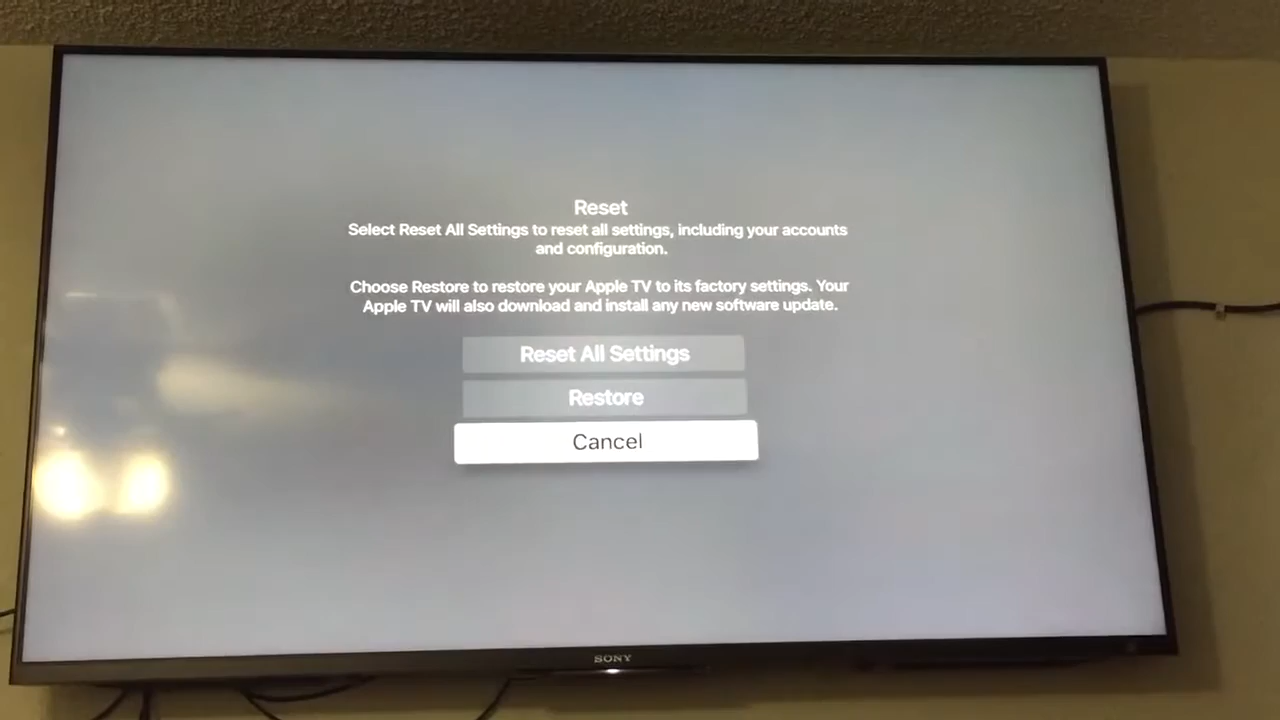 Reset
Select Reset All Settings to reset all settings, including your accounts
and configuration.
Choose Restore to restore your Apple TV to its factory settings. Your
Apple TV will also download and install any new software update.
Reset All Settings
Restore
Cancel
SONY